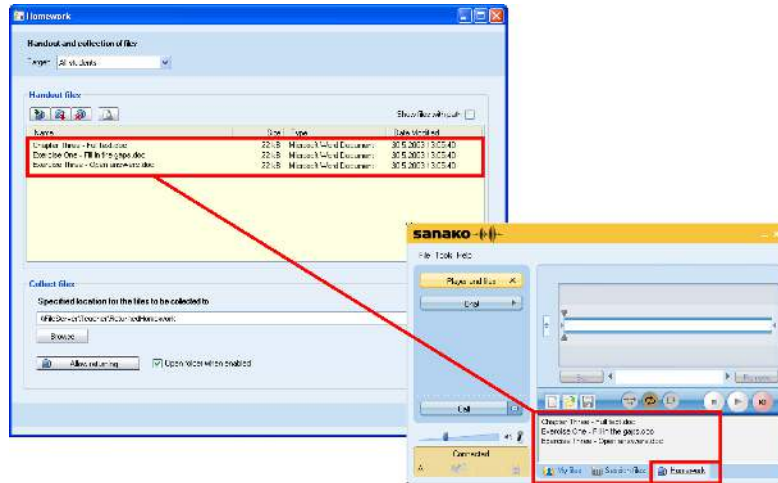 Homework
Handout and collection of files
Target: All students
Handout files
Show files with path
Name Size Type Date Modified
Chapter Three - Full text.doc 22 kB Microsoft Word Document 30.5.2003 13:05:40
Exercise One - Fill in the gaps.doc 22 kB Microsoft Word Document 30.5.2003 13:05:40
Exercise Three - Open answers.doc 22 kB Microsoft Word Document 30.5.2003 13:05:40
Collect files
Specified location for the files to be collected to
\\FileServer\Teacher\ReturnedHomework
Browse
Allow returning Open folder when enabled
SANAKO
File Tools Help
Player and files
Call
Connected
A
Chapter Three - Full text.doc
Exercise One - Fill in the gaps.doc
Exercise Three - Open answers.doc
My files Session files Homework